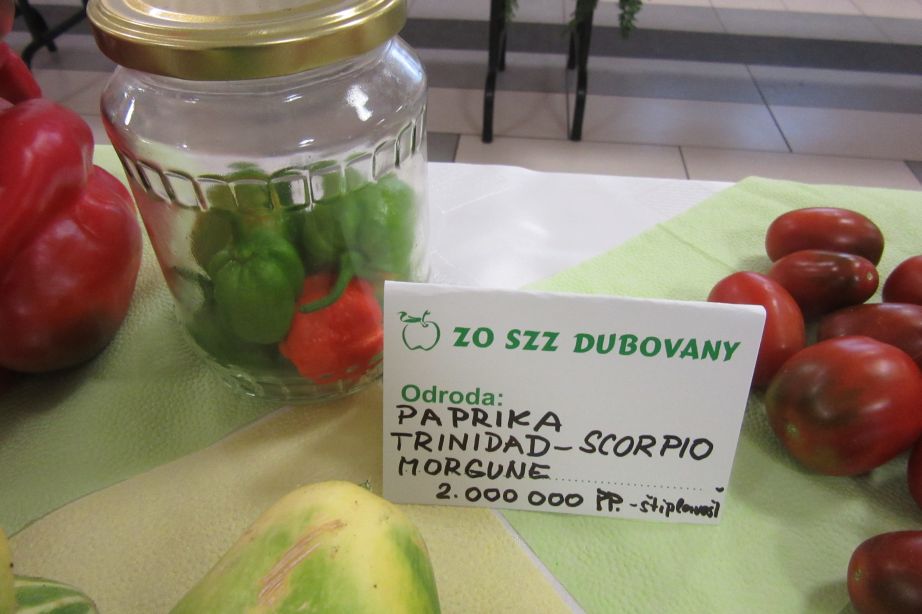 ZO SZZ DUBOVANY
Odroda:
PAPRIKA
TRINIDAD-SCORPIO
MORGUNE
2.000 000 PP. - štiplavosť